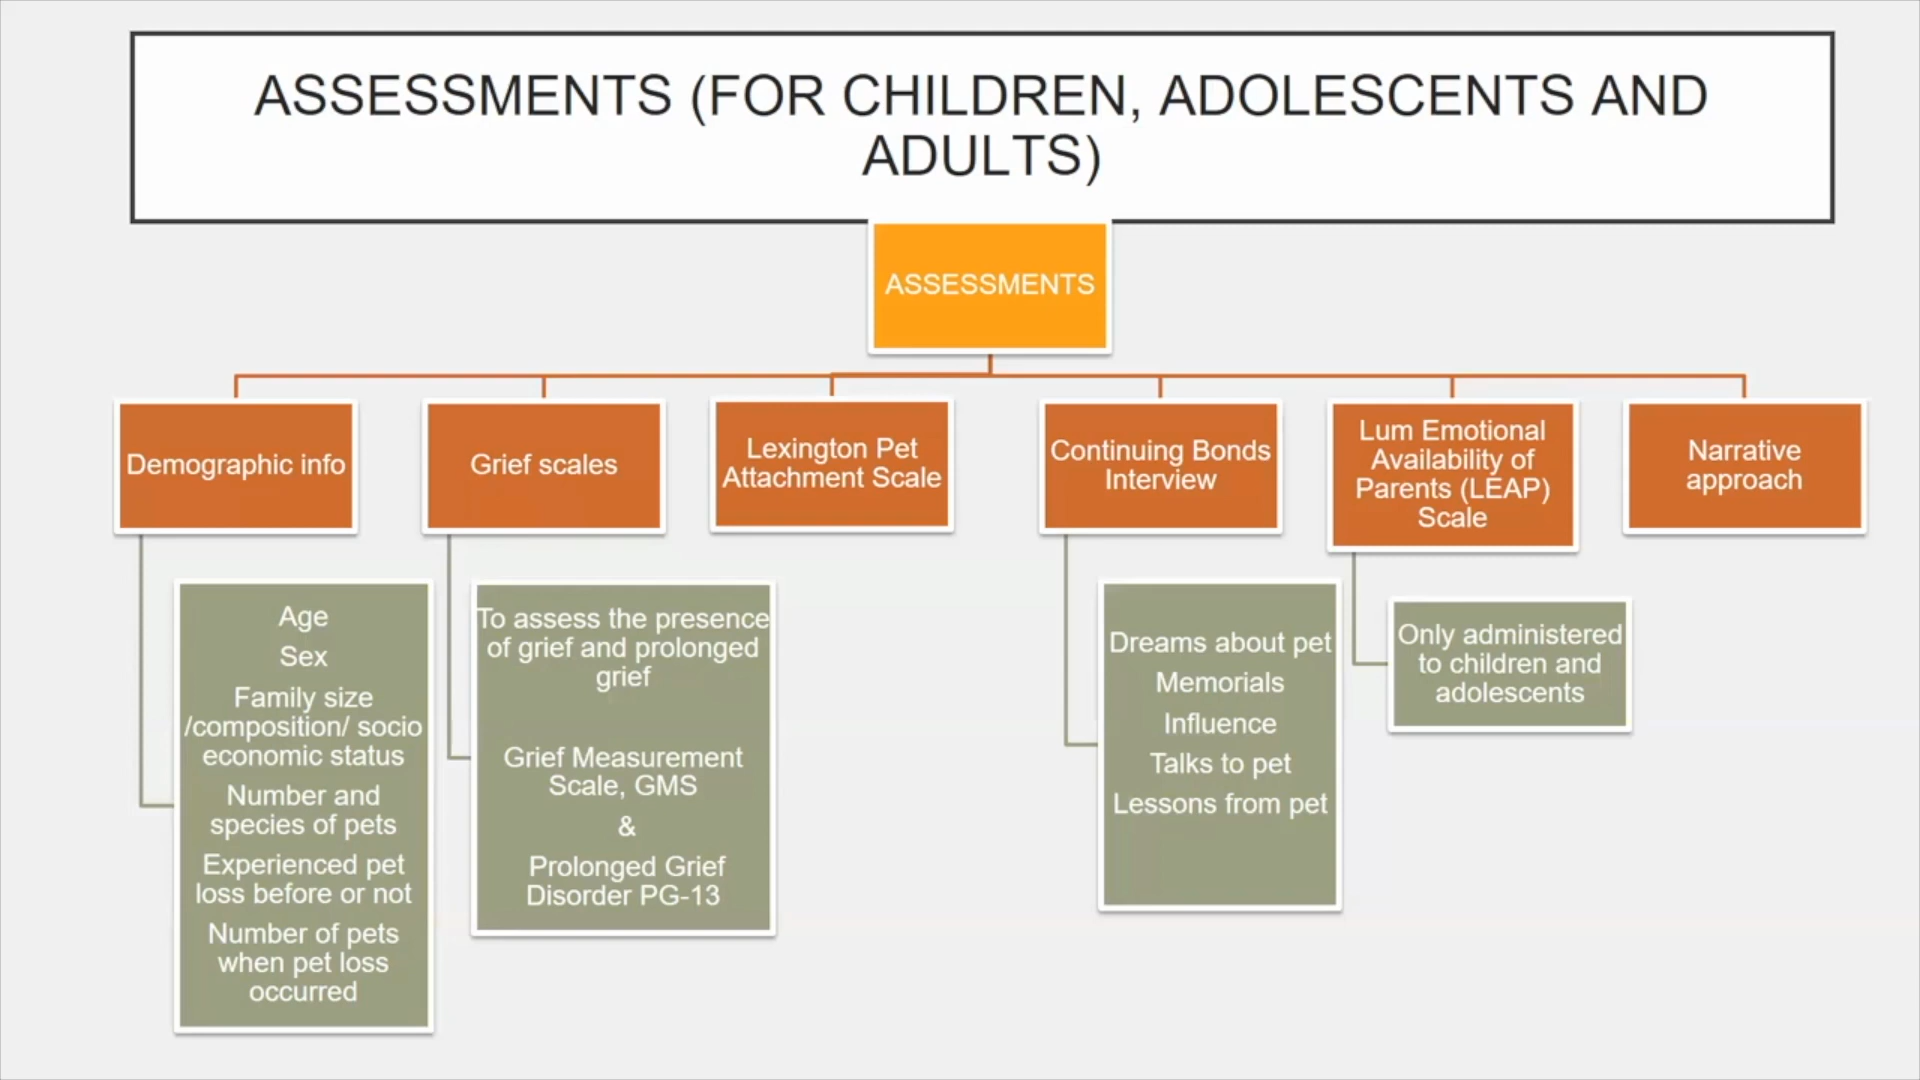 ASSESSMENTS (FOR CHILDREN, ADOLESCENTS AND
ADULTS)
ASSESSMENTS
Demographic info
Age
Sex
Family size
/composition/ socio
economic status
Number and
species of pets
Experienced pet
loss before or not
Number of pets
when pet loss
occurred
Grief scales
To assess the presence
of grief and prolonged
grief
Grief Measurement
Scale, GMS
&
Prolonged Grief
Disorder PG-13
Lexington Pet
Attachment Scale
Continuing Bonds
Interview
Dreams about pet
Memorials
Influence
Talks to pet
Lessons from pet
Lum Emotional
Availability of
Parents (LEAP)
Scale
Only administered
to children and
adolescents
Narrative
approach